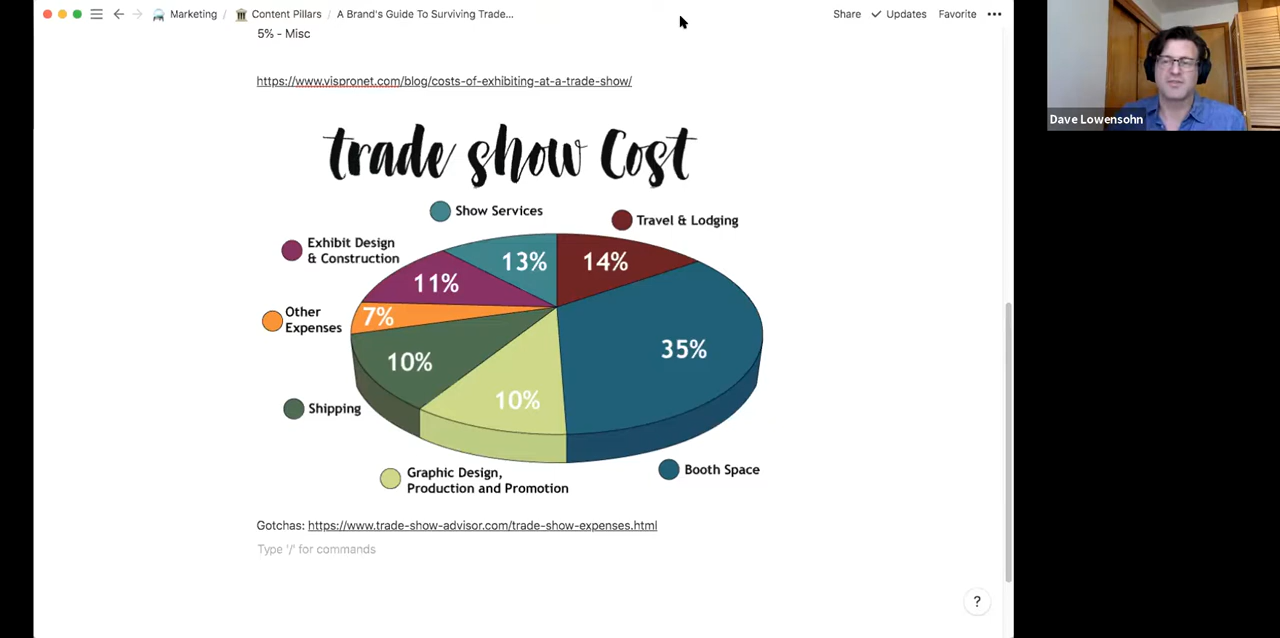 Marketing / Content Pillars / A Brand's Guide To Surviving Trade...
Share Updates Favorite
5% - Misc
https://www.vispronet.com/blog/costs-of-exhibiting-at-a-trade-show/
trade show Cost
Show Services
Travel & Lodging
Exhibit Design
& Construction
13%
14%
11%
Other
Expenses
7%
35%
10%
10%
Shipping
Booth Space
Graphic Design,
Production and Promotion
Gotchas: https://www.trade-show-advisor.com/trade-show-expenses.html
Type '/' for commands
?
Dave Lowensohn